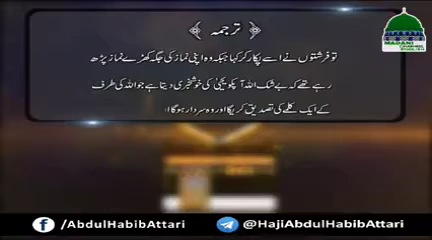 ﴿ ترجمہ ﴾
تو فرشتوں نے اسے پکار کر کہا جبکہ وہ اپنی نماز کی جگہ کھڑے نماز پڑھ
رہے تھے کہ بے شک اللہ آپ کو یحییٰ کی خوشخبری دیتا ہے جو اللہ کی طرف
کے ایک کلمے کی تصدیق کریگا اور وہ سردار ہوگا
MADANI
/AbdulHabibAttari
/HajiAbdulHabibAttari